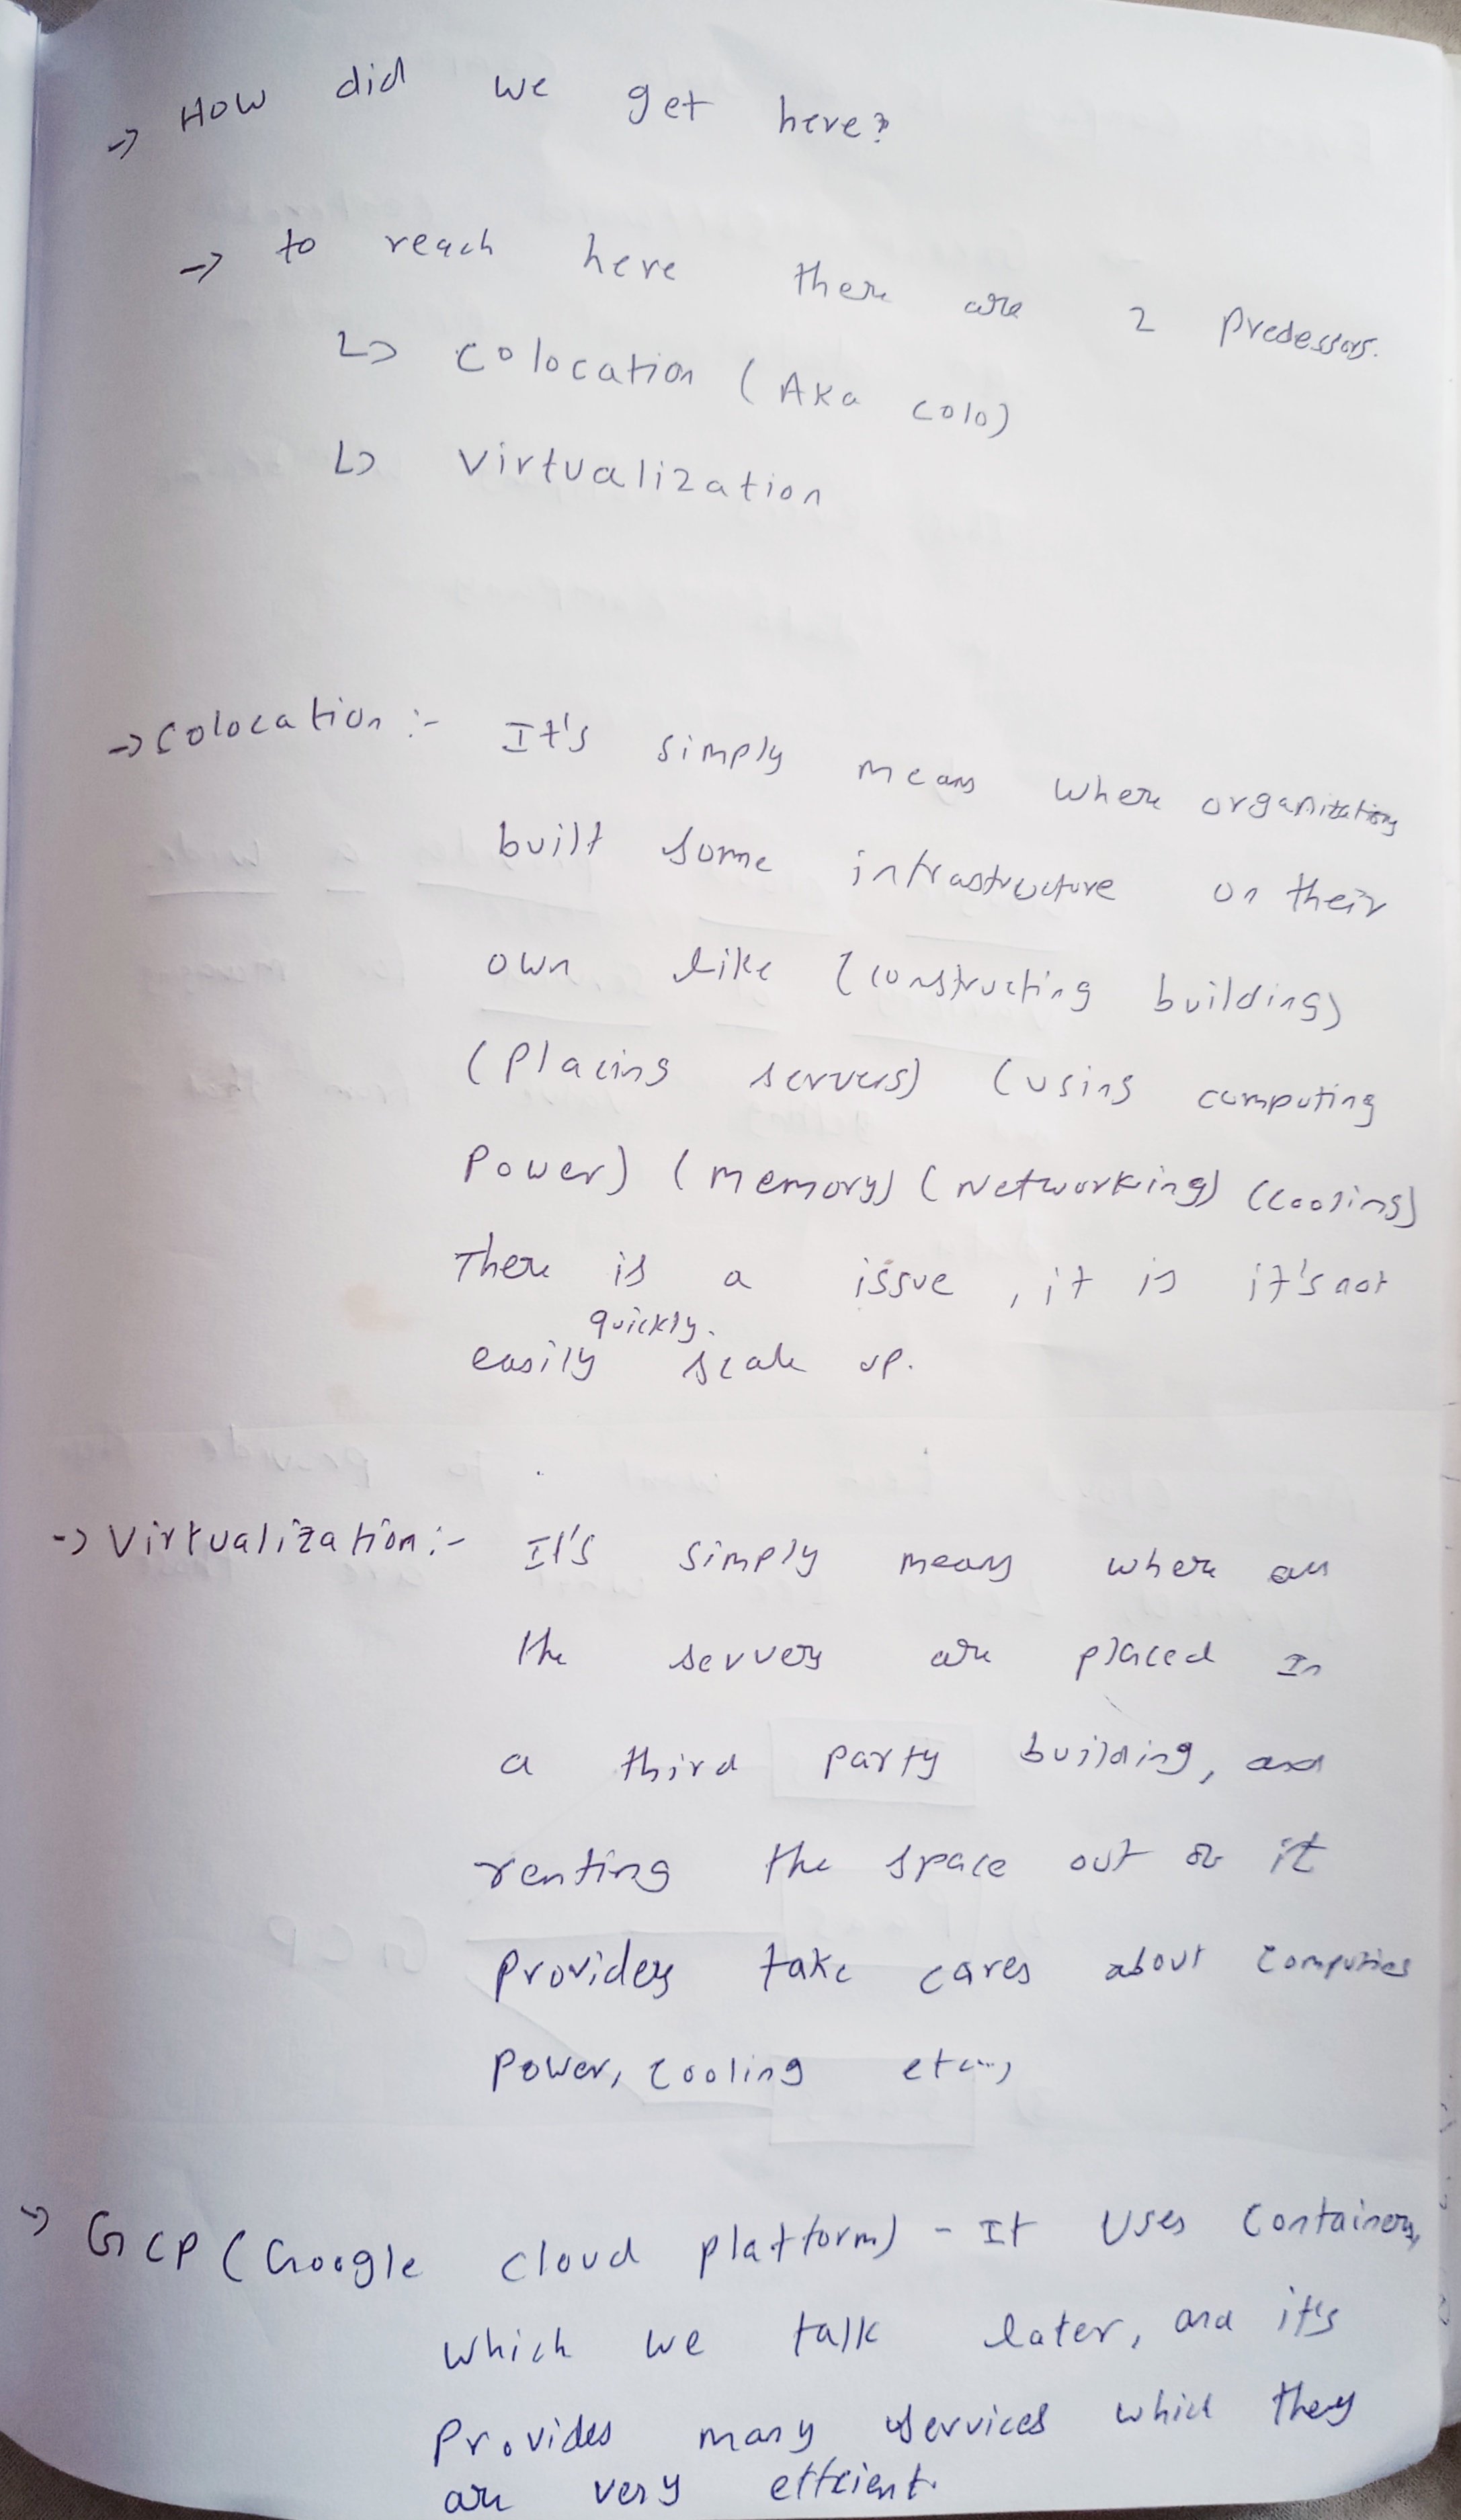 -> How did we get here?
-> to reach here there are 2 predessors.
↳ colocation (Aka colo)
↳ virtualization
-> colocation :- It's simply means where organizations
built some infrastructure on their
own like (constructing building)
(Placing servers) (using computing
Power) (memory) (Networking) (cooling)
There is a issue, it is it's not
quickly.
easily scale up.
-> Virtualization :- It's simply means where all
the servers are placed In
a third party building, and
renting the space out of it
Providers take cares about computing
Power, cooling etc...,
-> GCP (Google cloud platform) - It uses Containers,
which we talk later, and it's
Provides many services which they
are very efficient.